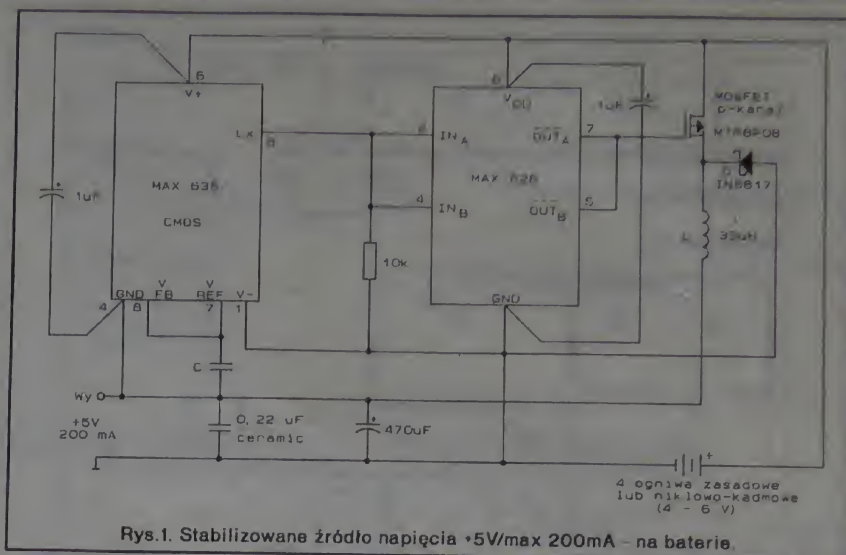 6
V+
1uF
MAX 635
CMOS
LX
8
GND
V
FB
V
REF
V-
4
8
7
1
C
10k
6
V DD
1uF
IN A
4
IN B
MAX 626
OUT A
7
OUT B
5
GND
MOSFET
p-kanał
D
L
Wy
+5V
200 mA
0, 22 uF
ceramic
470uF
+
4 ogniwa zasadowe
lub niklowo-kadmowe
(4 - 6 V)
Rys.1. Stabilizowane źródło napięcia +5V/max 200mA - na baterie.